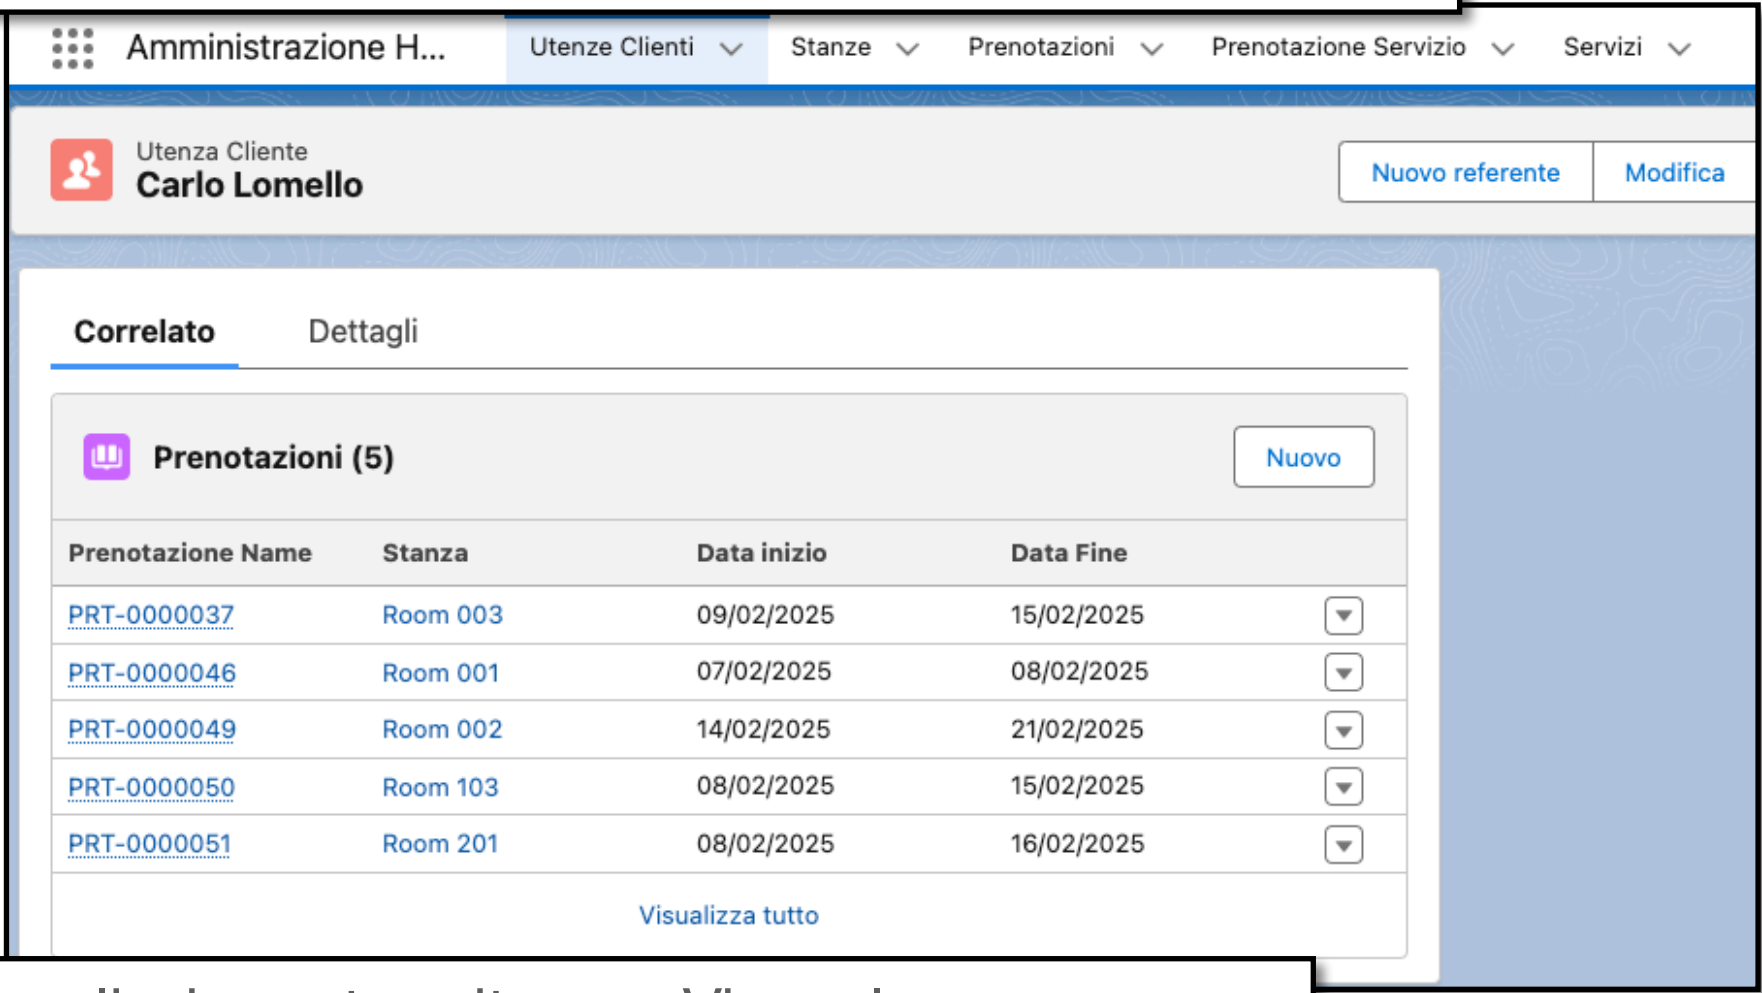 Amministrazione H... Utenze Clienti Stanze Prenotazioni Prenotazione Servizio Servizi
Utenza Cliente
Carlo Lomello
Nuovo referente Modifica
Correlato Dettagli
Prenotazioni (5) Nuovo
Prenotazione Name Stanza Data inizio Data Fine
PRT-0000037 Room 003 09/02/2025 15/02/2025
PRT-0000046 Room 001 07/02/2025 08/02/2025
PRT-0000049 Room 002 14/02/2025 21/02/2025
PRT-0000050 Room 103 08/02/2025 15/02/2025
PRT-0000051 Room 201 08/02/2025 16/02/2025
Visualizza tutto